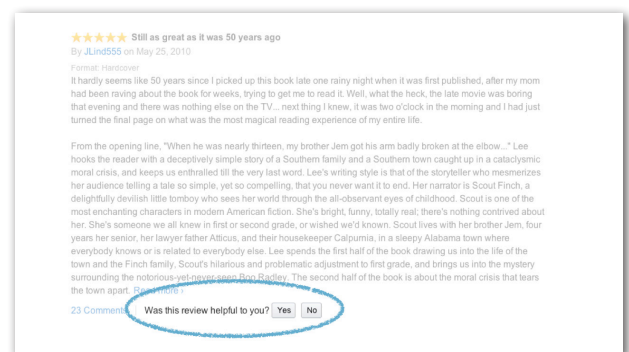 Still as great as it was 50 years ago
By JLind555 on May 25, 2010
Format: Hardcover
It hardly seems like 50 years since I picked up this book late one rainy night when it was first published, after my mom
had been raving about the book for weeks, trying to get me to read it. Well, what the heck, the late movie was boring
that evening and there was nothing else on the TV... next thing I knew, it was two o'clock in the morning and I had just
turned the final page on what was the most magical reading experience of my entire life.
From the opening line, "When he was nearly thirteen, my brother Jem got his arm badly broken at the elbow..." Lee
hooks the reader with a deceptively simple story of a Southern family and a Southern town caught up in a cataclysmic
moral crisis, and keeps us enthralled till the very last word. Lee's writing style is that of the storyteller who mesmerizes
her audience telling a tale so simple, yet so compelling, that you never want it to end. Her narrator is Scout Finch, a
delightfully devilish little tomboy who sees her world through the all-observant eyes of childhood. Scout is one of the
most enchanting characters in modern American fiction. She's bright, funny, totally real; there's nothing contrived about
her. She's someone we all knew in first or second grade, or wished we'd known. Scout lives with her brother Jem, four
years her senior, her lawyer father Atticus, and their housekeeper Calpurnia, in a sleepy Alabama town where
everybody knows or is related to everybody else. Lee spends the first half of the book drawing us into the life of the
town and the Finch family, Scout's hilarious and problematic adjustment to first grade, and brings us into the mystery
surrounding the notorious-yet-never-seen Boo Radley. The second half of the book is about the moral crisis that tears
the town apart. Read more ›
23 Comments Was this review helpful to you? Yes No